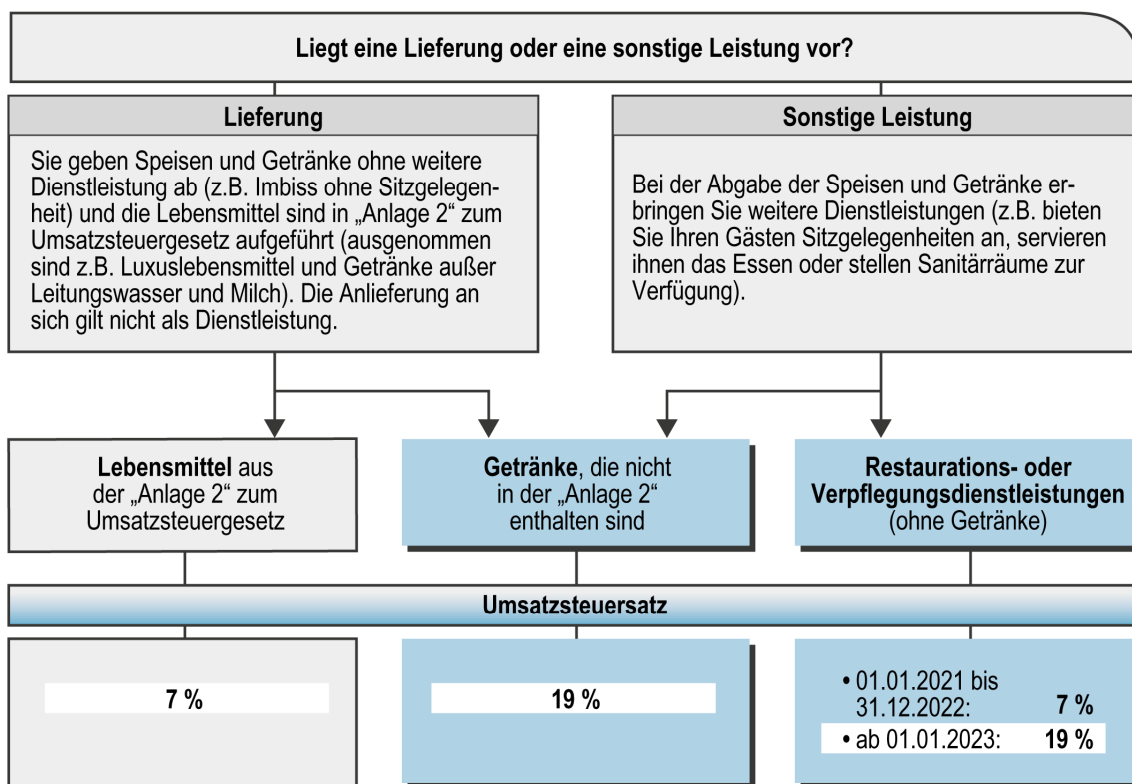 Liegt eine Lieferung oder eine sonstige Leistung vor?
Lieferung
Sie geben Speisen und Getränke ohne weitere
Dienstleistung ab (z.B. Imbiss ohne Sitzgelegen-
heit) und die Lebensmittel sind in „Anlage 2“ zum
Umsatzsteuergesetz aufgeführt (ausgenommen
sind z.B. Luxuslebensmittel und Getränke außer
Leitungswasser und Milch). Die Anlieferung an
sich gilt nicht als Dienstleistung.
Sonstige Leistung
Bei der Abgabe der Speisen und Getränke er-
bringen Sie weitere Dienstleistungen (z.B. bieten
Sie Ihren Gästen Sitzgelegenheiten an, servieren
ihnen das Essen oder stellen Sanitärräume zur
Verfügung).
Lebensmittel aus
der „Anlage 2“ zum
Umsatzsteuergesetz
Getränke, die nicht
in der „Anlage 2“
enthalten sind
Restaurations- oder
Verpflegungsdienstleistungen
(ohne Getränke)
Umsatzsteuersatz
7 %
19 %
• 01.01.2021 bis
31.12.2022: 7 %
• ab 01.01.2023: 19 %